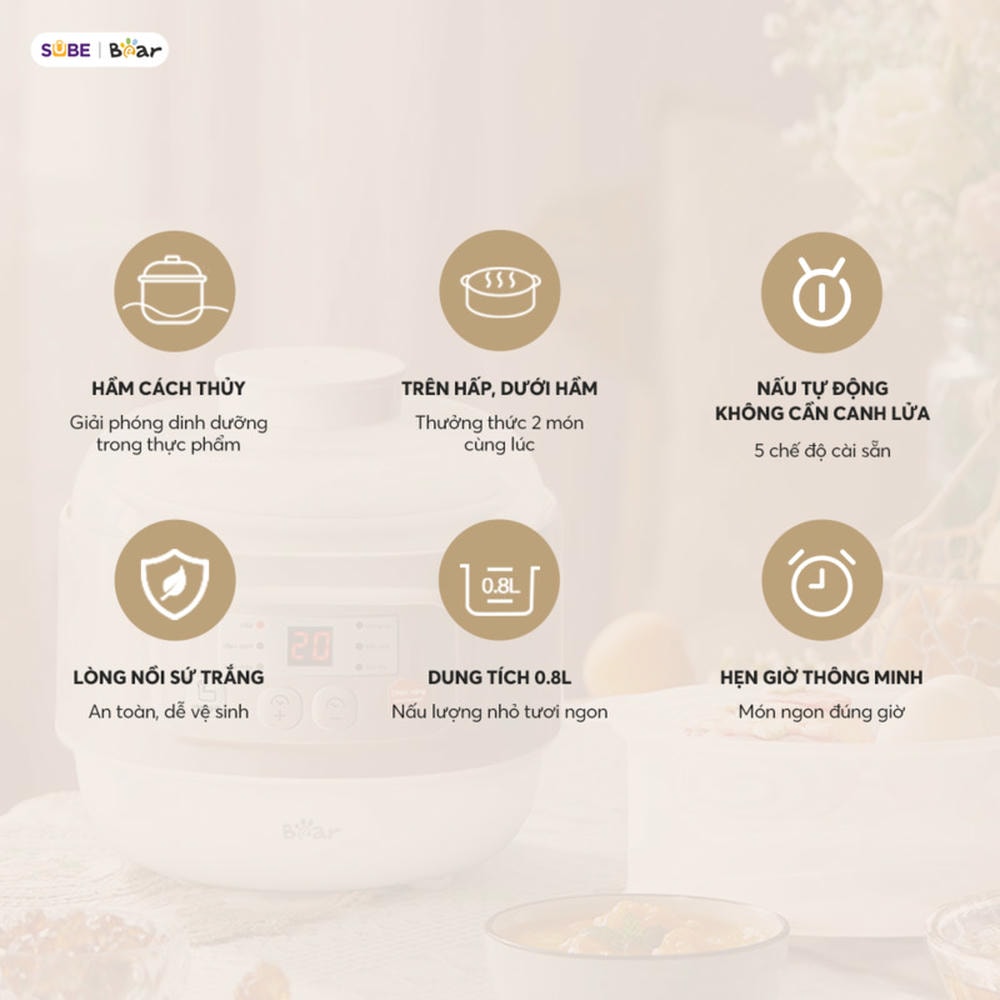 SUBE | Bear
HẦM CÁCH THỦY
Giải phóng dinh dưỡng
trong thực phẩm
TRÊN HẤP, DƯỚI HẦM
Thưởng thức 2 món
cùng lúc
NẤU TỰ ĐỘNG
KHÔNG CẦN CANH LỬA
5 chế độ cài sẵn
0.8L
LÒNG NỒI SỨ TRẮNG
An toàn, dễ vệ sinh
DUNG TÍCH 0.8L
Nấu lượng nhỏ tươi ngon
HẸN GIỜ THÔNG MINH
Món ngon đúng giờ
20
Bear